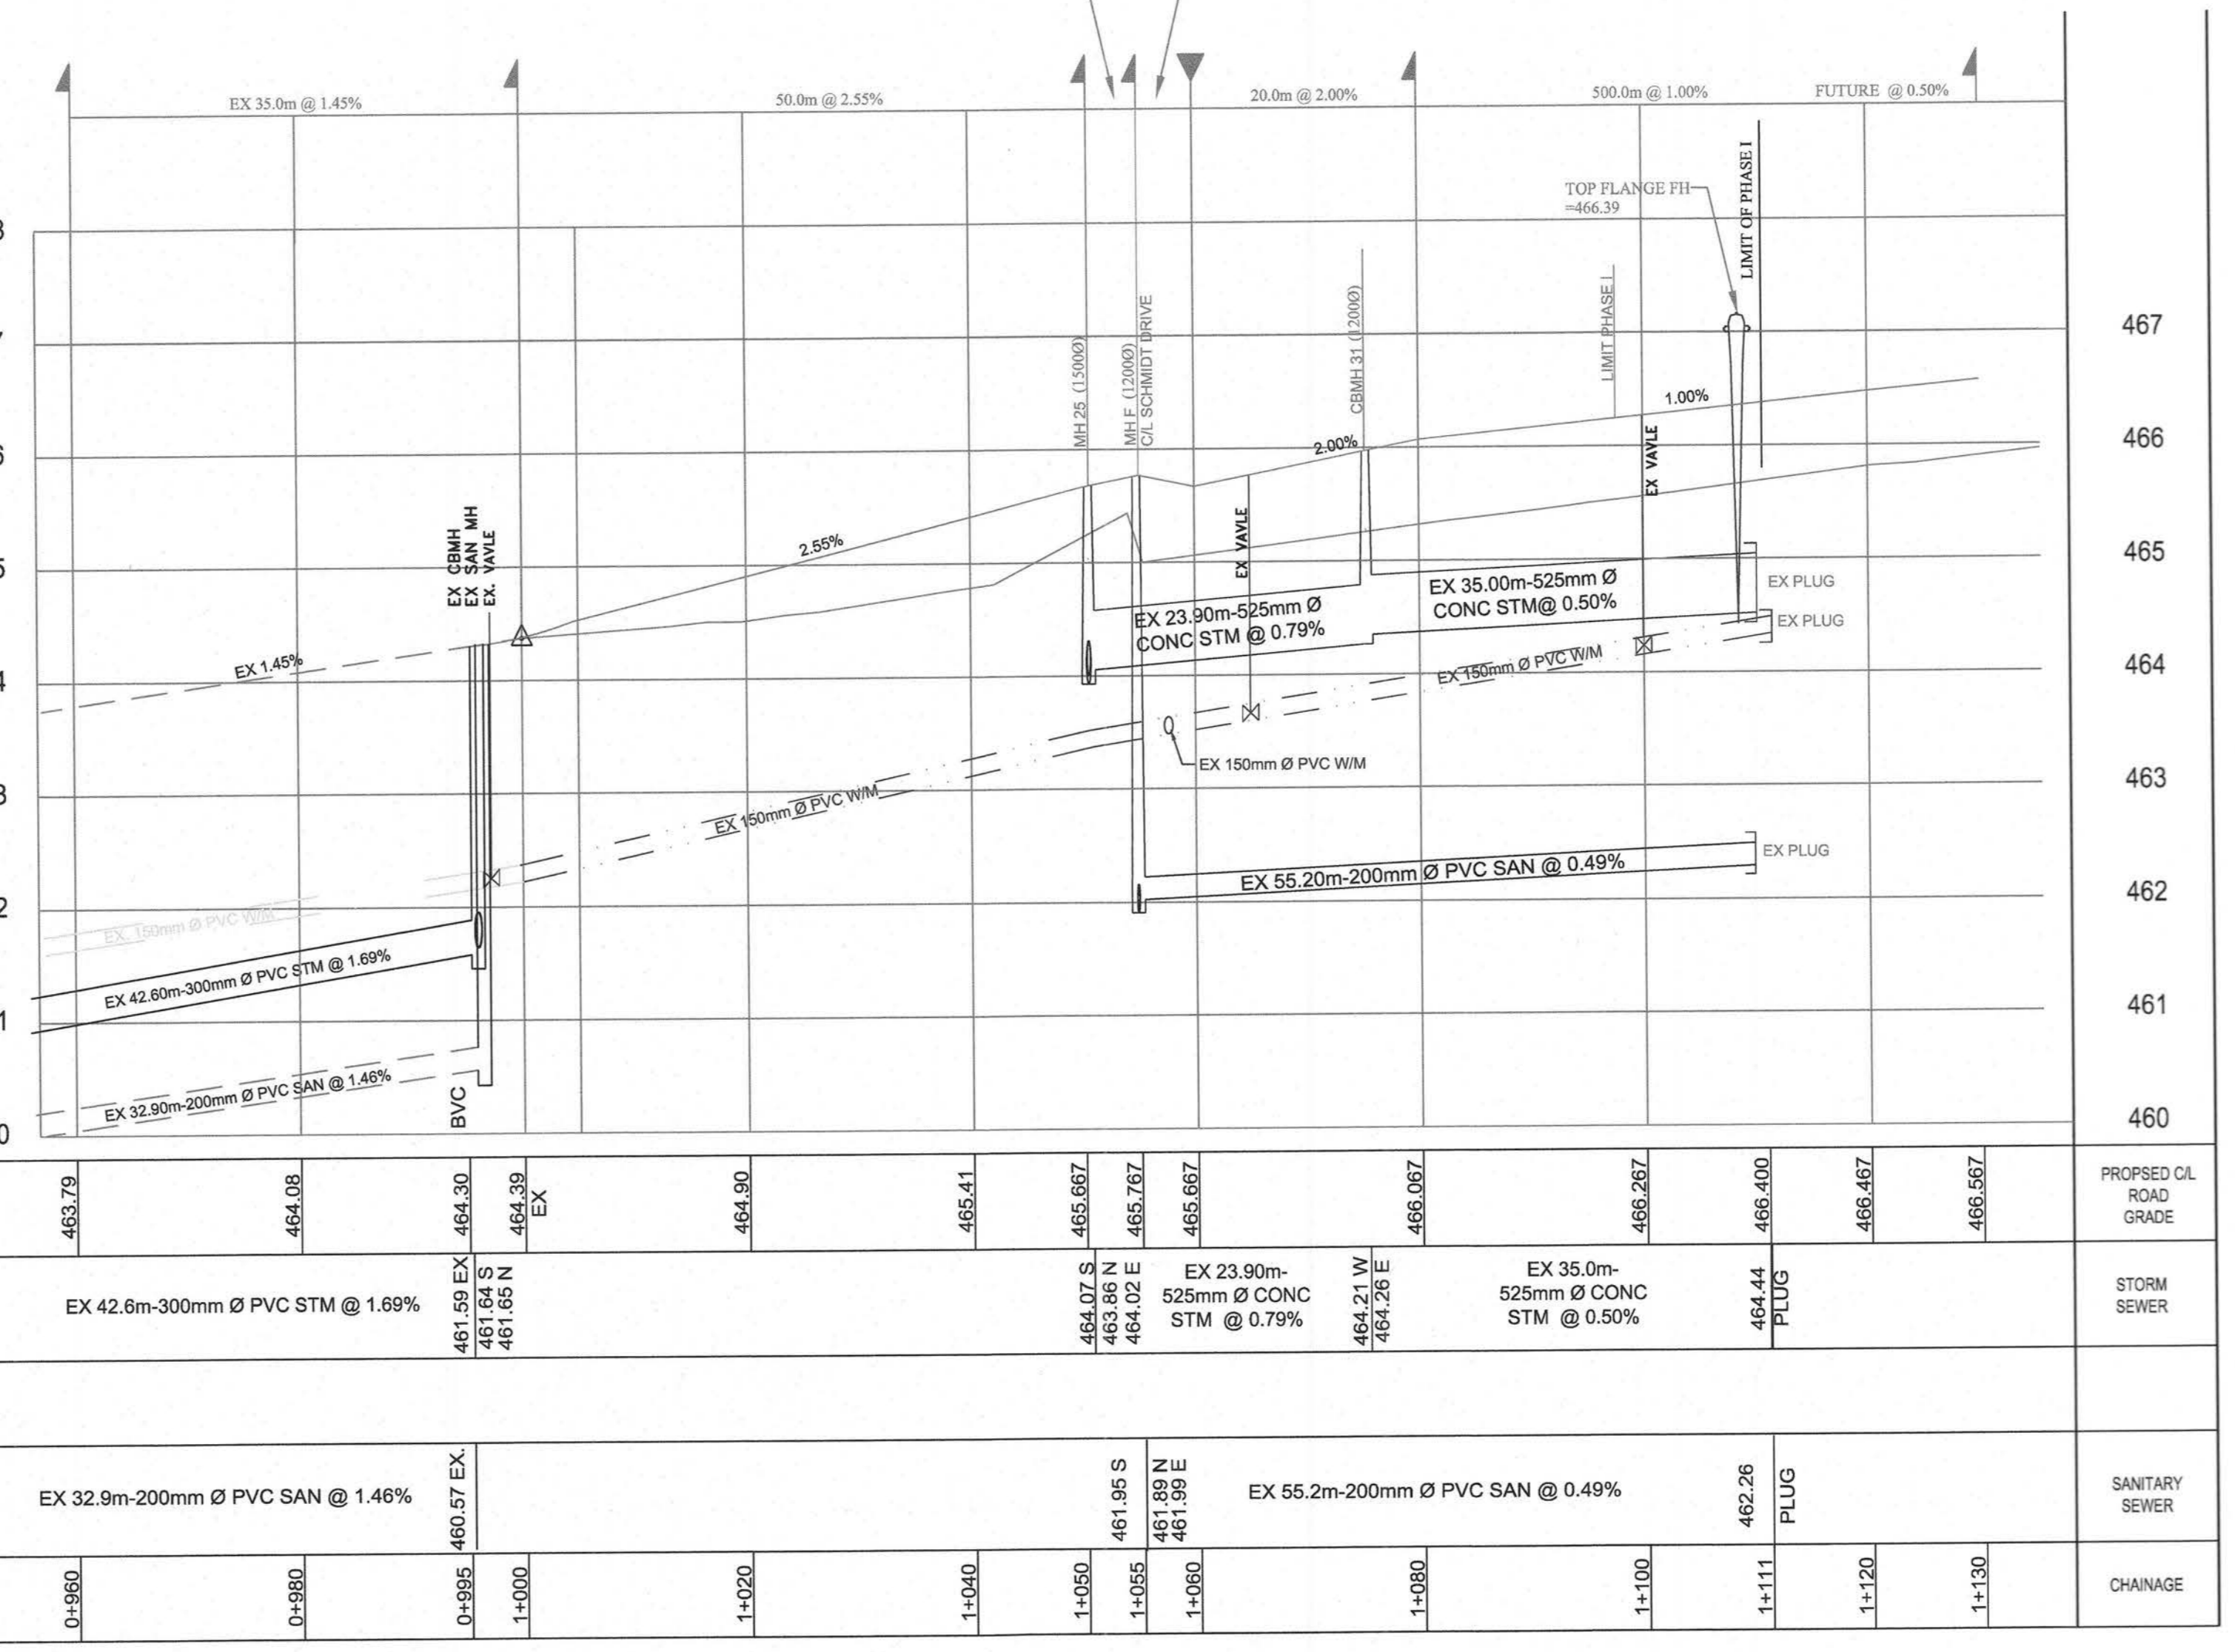 EX 35.0m @ 1.45%
50.0m @ 2.55%
20.0m @ 2.00%
500.0m @ 1.00%
FUTURE @ 0.50%
TOP FLANGE FH
=466.39
LIMIT OF PHASE I
LIMIT PHASE I
MH 25 (1500Ø)
MH F (1200Ø)
C/L SCHMIDT DRIVE
CBMH 31 (1200Ø)
467
466
465
464
463
462
461
460
1.00%
2.00%
2.55%
EX 1.45%
EX CBMH
EX SAN MH
EX. VAVLE
EX VAVLE
EX VAVLE
EX 23.90m-525mm Ø
CONC STM @ 0.79%
EX 35.00m-525mm Ø
CONC STM@ 0.50%
EX PLUG
EX PLUG
EX 150mm Ø PVC W/M
EX 150mm Ø PVC W/M
EX 150mm Ø PVC W/M
EX PLUG
EX 55.20m-200mm Ø PVC SAN @ 0.49%
EX. 150mm Ø PVC W/M
EX 42.60m-300mm Ø PVC STM @ 1.69%
EX 32.90m-200mm Ø PVC SAN @ 1.46%
BVC
463.79
464.08
464.30
464.39
EX
464.90
465.41
465.667
465.767
465.667
466.067
466.267
466.400
466.467
466.567
PROPSED C/L
ROAD
GRADE
EX 42.6m-300mm Ø PVC STM @ 1.69%
461.59 EX
461.64 S
461.65 N
464.07 S
463.86 N
464.02 E
EX 23.90m-
525mm Ø CONC
STM @ 0.79%
464.21 W
464.26 E
EX 35.0m-
525mm Ø CONC
STM @ 0.50%
464.44
PLUG
STORM
SEWER
EX 32.9m-200mm Ø PVC SAN @ 1.46%
460.57 EX.
461.95 S
461.89 N
461.99 E
EX 55.2m-200mm Ø PVC SAN @ 0.49%
462.26
PLUG
SANITARY
SEWER
0+960
0+980
0+995
1+000
1+020
1+040
1+050
1+055
1+060
1+080
1+100
1+111
1+120
1+130
CHAINAGE